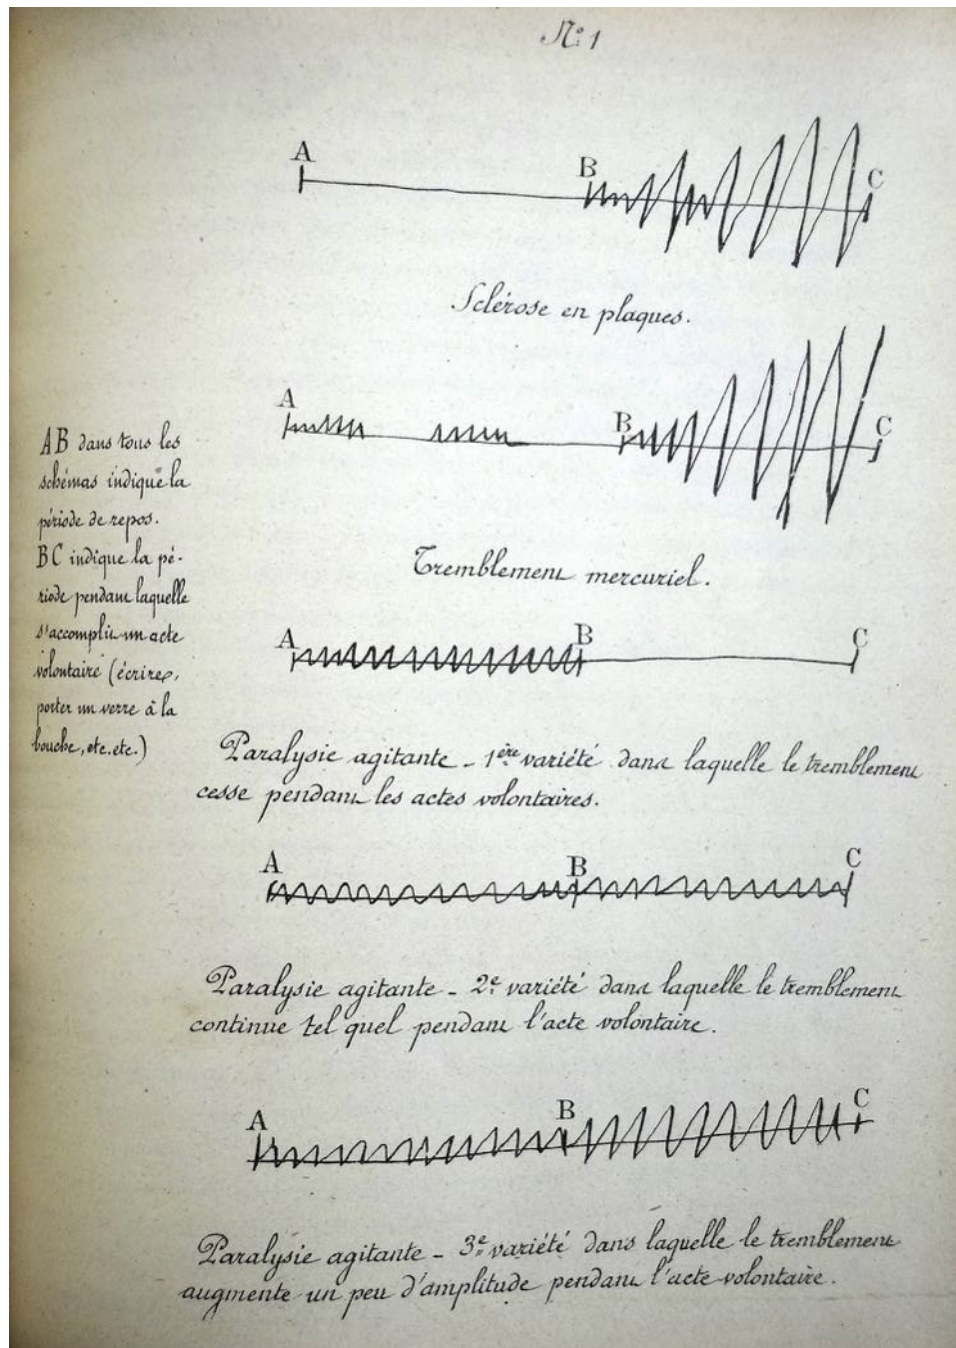 N° 1
A B C
Sclérose en plaques.
A B C
Tremblement mercuriel.
AB dans tous les
schémas indique la
période de repos.
BC indique la pé-
riode pendant laquelle
s'accomplit un acte
volontaire (écrire,
porter un verre à la
bouche, etc. etc.)
A B C
Paralysie agitante _ 1ère variété dans laquelle le tremblement
cesse pendant les actes volontaires.
A B C
Paralysie agitante _ 2e variété dans laquelle le tremblement
continue tel quel pendant l'acte volontaire.
A B C
Paralysie agitante _ 3e variété dans laquelle le tremblement
augmente un peu d'amplitude pendant l'acte volontaire.